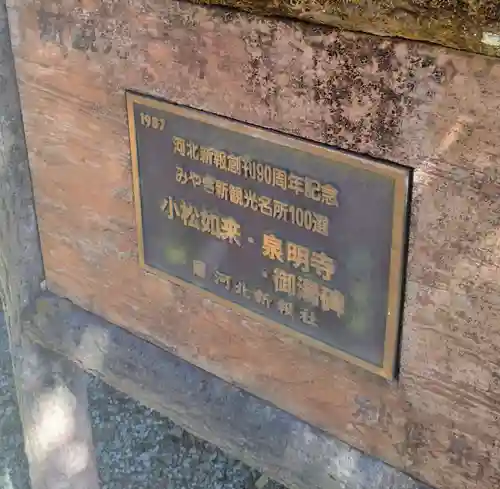 1987
河北新報創刊90周年記念
みやぎ新観光名所100選
小松如来・泉明寺
・御湯碑
河北新報社